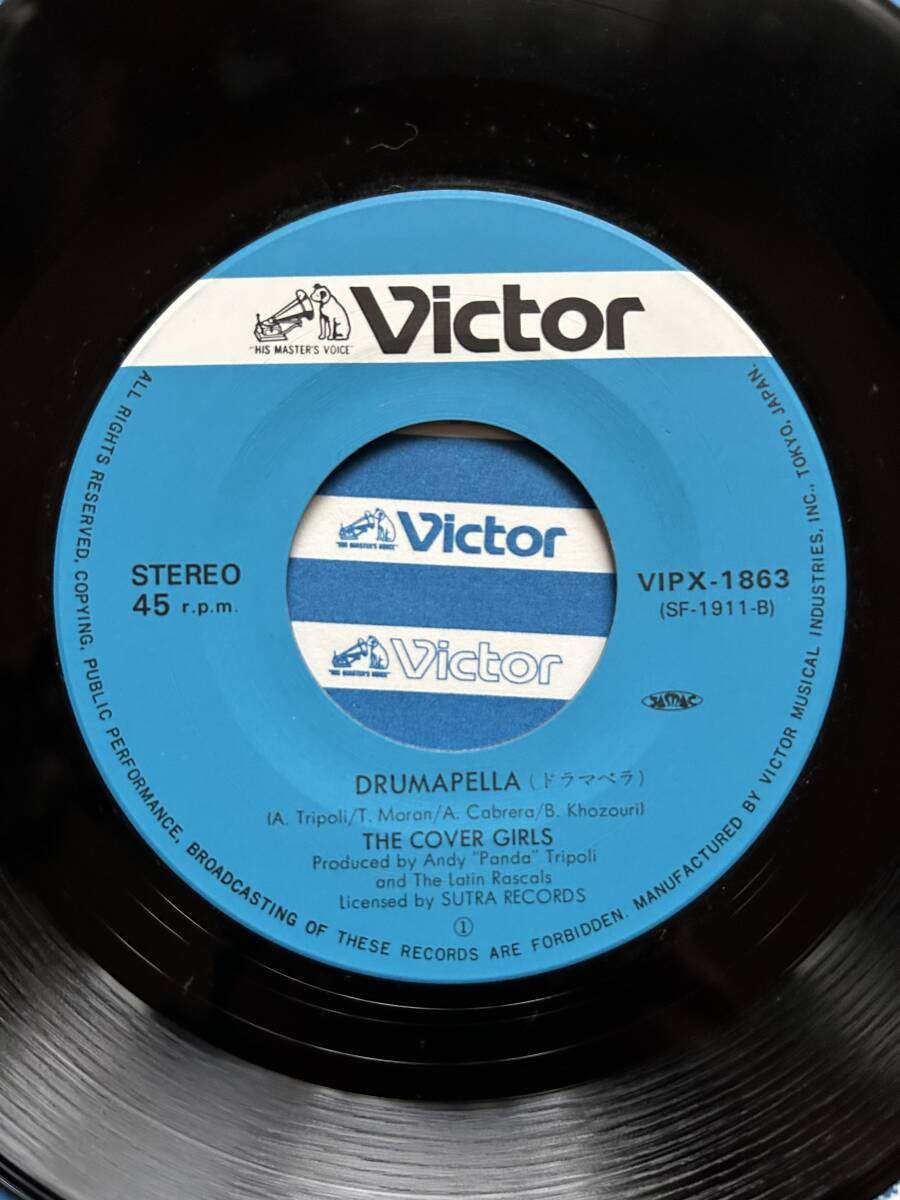 Victor
"HIS MASTER'S VOICE"
STEREO
45 r.p.m.
VIPX-1863
(SF-1911-B)
Victor
"HIS MASTER'S VOICE"
Victor
"HIS MASTER'S VOICE"
JASRAC
DRUMAPELLA (ドラマペラ)
(A. Tripoli/T. Moran/A. Cabrera/B. Khozouri)
THE COVER GIRLS
Produced by Andy "Panda" Tripoli
and The Latin Rascals
Licensed by SUTRA RECORDS
①
ALL RIGHTS RESERVED, COPYING, PUBLIC PERFORMANCE, BROADCASTING OF THESE RECORDS ARE FORBIDDEN. MANUFACTURED BY VICTOR MUSICAL INDUSTRIES, INC., TOKYO, JAPAN.